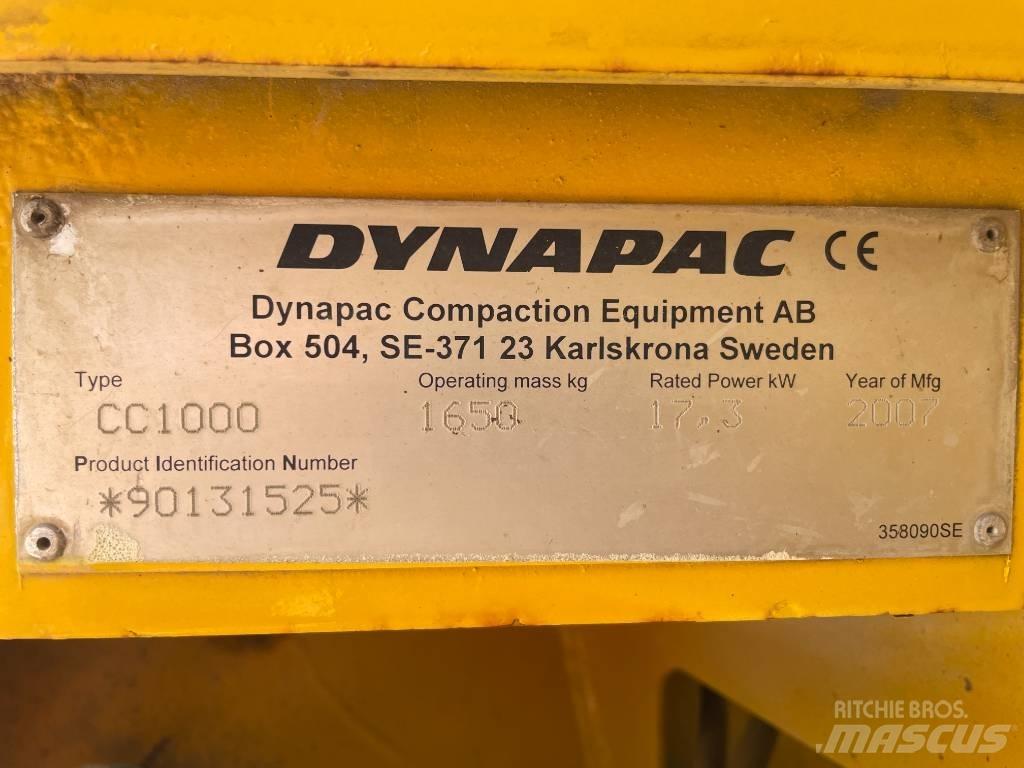 DYNAPAC CE
Dynapac Compaction Equipment AB
Box 504, SE-371 23 Karlskrona Sweden
Type Operating mass kg Rated Power kW Year of Mfg
CC1000 1650 17,3 2007
Product Identification Number
*90131525*
358090SE
RITCHIE BROS.
MASCUS